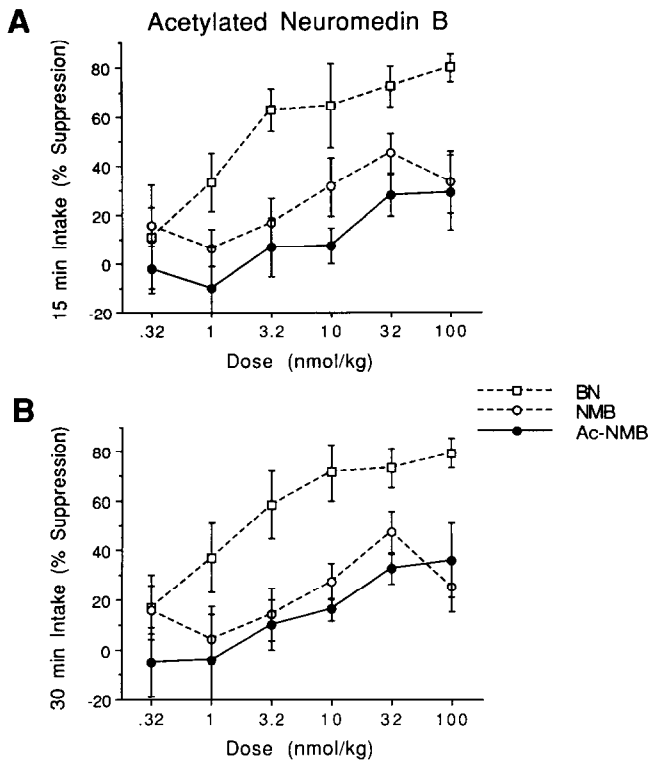 A
Acetylated Neuromedin B
15 min Intake (% Suppression)
80
60
40
20
0
-20
.32 1 3.2 10 32 100
Dose (nmol/kg)
B
BN
NMB
Ac-NMB
30 min Intake (% Suppression)
80
60
40
20
0
-20
.32 1 3.2 10 32 100
Dose (nmol/kg)